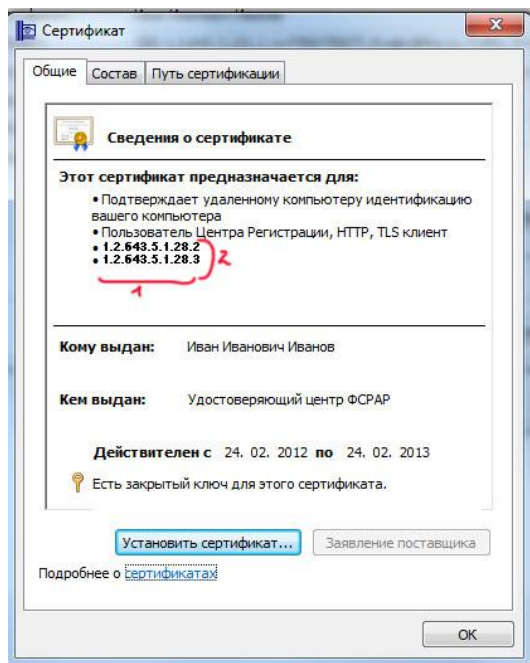 Сертификат
Общие Состав Путь сертификации
Сведения о сертификате
Этот сертификат предназначается для:
• Подтверждает удаленному компьютеру идентификацию
вашего компьютера
• Пользователь Центра Регистрации, HTTP, TLS клиент
• 1.2.643.5.1.28.2
• 1.2.643.5.1.28.3
2
1
Кому выдан: Иван Иванович Иванов
Кем выдан: Удостоверяющий центр ФСРАР
Действителен с 24. 02. 2012 по 24. 02. 2013
Есть закрытый ключ для этого сертификата.
Установить сертификат... Заявление поставщика
Подробнее о сертификатах
ОК